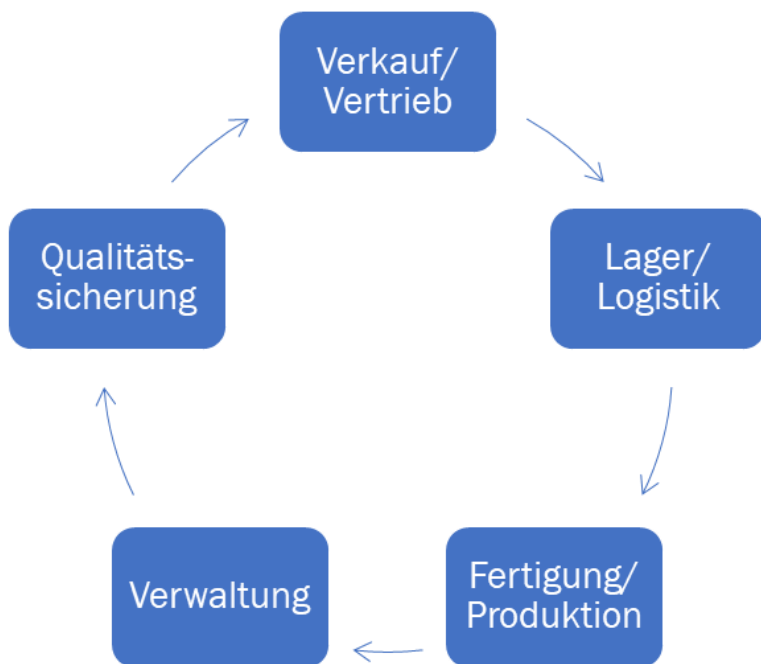 Verkauf/
Vertrieb
Lager/
Logistik
Fertigung/
Produktion
Verwaltung
Qualitäts-
sicherung